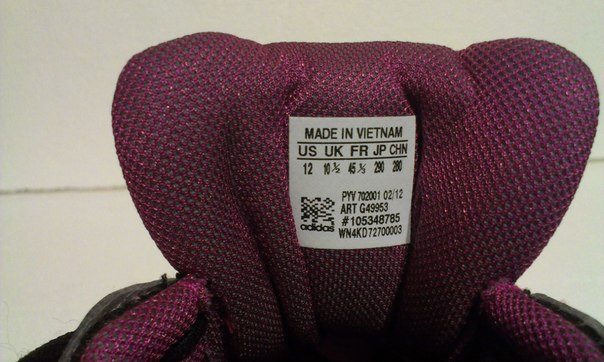 MADE IN VIETNAM
US UK FR JP CHN
12 10½ 45⅓ 290 280
PYV 702001 02/12
ART G49953
#105348785
adidas
WN4KD72700003